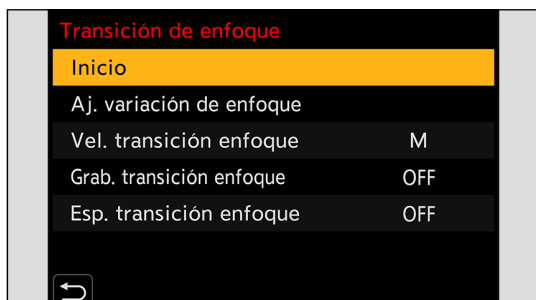 Transición de enfoque
Inicio
Aj. variación de enfoque
Vel. transición enfoque M
Grab. transición enfoque OFF
Esp. transición enfoque OFF